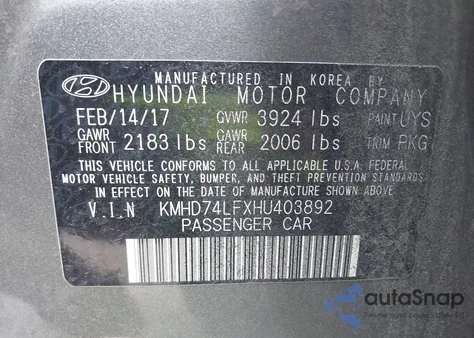 MANUFACTURED IN KOREA BY
HYUNDAI MOTOR COMPANY
FEB/14/17 GVWR 3924 lbs PAINT UYS
GAWR FRONT 2183 lbs GAWR REAR 2006 lbs TRIM PKG
THIS VEHICLE CONFORMS TO ALL APPLICABLE U.S.A. FEDERAL
MOTOR VEHICLE SAFETY, BUMPER, AND THEFT PREVENTION STANDARDS
IN EFFECT ON THE DATE OF MANUFACTURE SHOWN ABOVE.
V.I.N KMHD74LFXHU403892
PASSENGER CAR
autoSnap